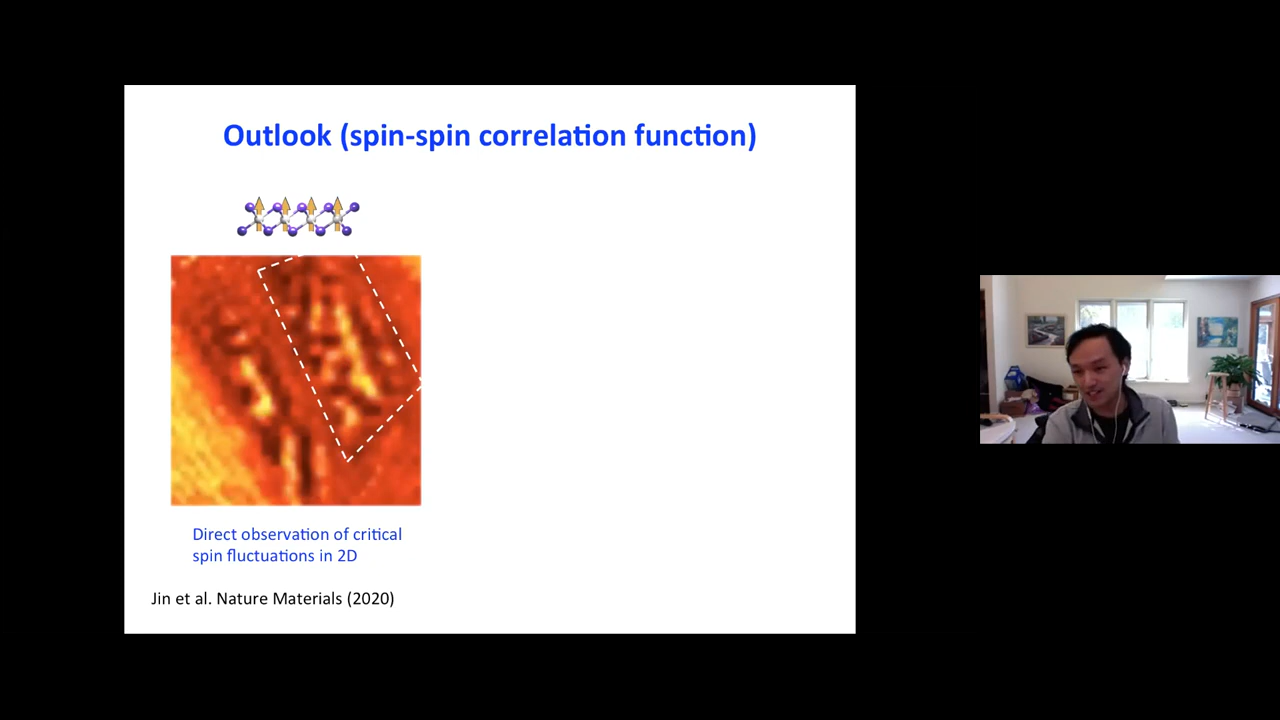 Outlook (spin-spin correlation function)
Direct observation of critical
spin fluctuations in 2D
Jin et al. Nature Materials (2020)